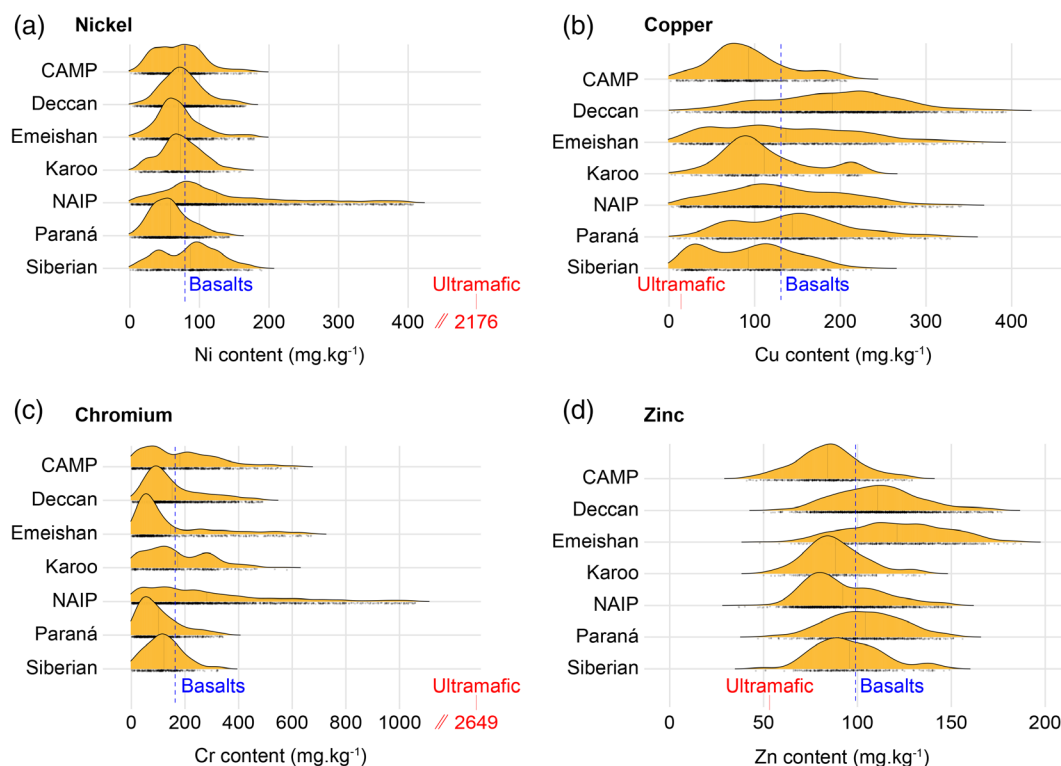 (a) Nickel
CAMP
Deccan
Emeishan
Karoo
NAIP
Paraná
Siberian
Basalts
Ultramafic
0 100 200 300 400 // 2176
Ni content (mg.kg⁻¹)
(b) Copper
CAMP
Deccan
Emeishan
Karoo
NAIP
Paraná
Siberian
Ultramafic
Basalts
0 100 200 300 400
Cu content (mg.kg⁻¹)
(c) Chromium
CAMP
Deccan
Emeishan
Karoo
NAIP
Paraná
Siberian
Basalts
Ultramafic
0 200 400 600 800 1000 // 2649
Cr content (mg.kg⁻¹)
(d) Zinc
CAMP
Deccan
Emeishan
Karoo
NAIP
Paraná
Siberian
Ultramafic
Basalts
0 50 100 150 200
Zn content (mg.kg⁻¹)